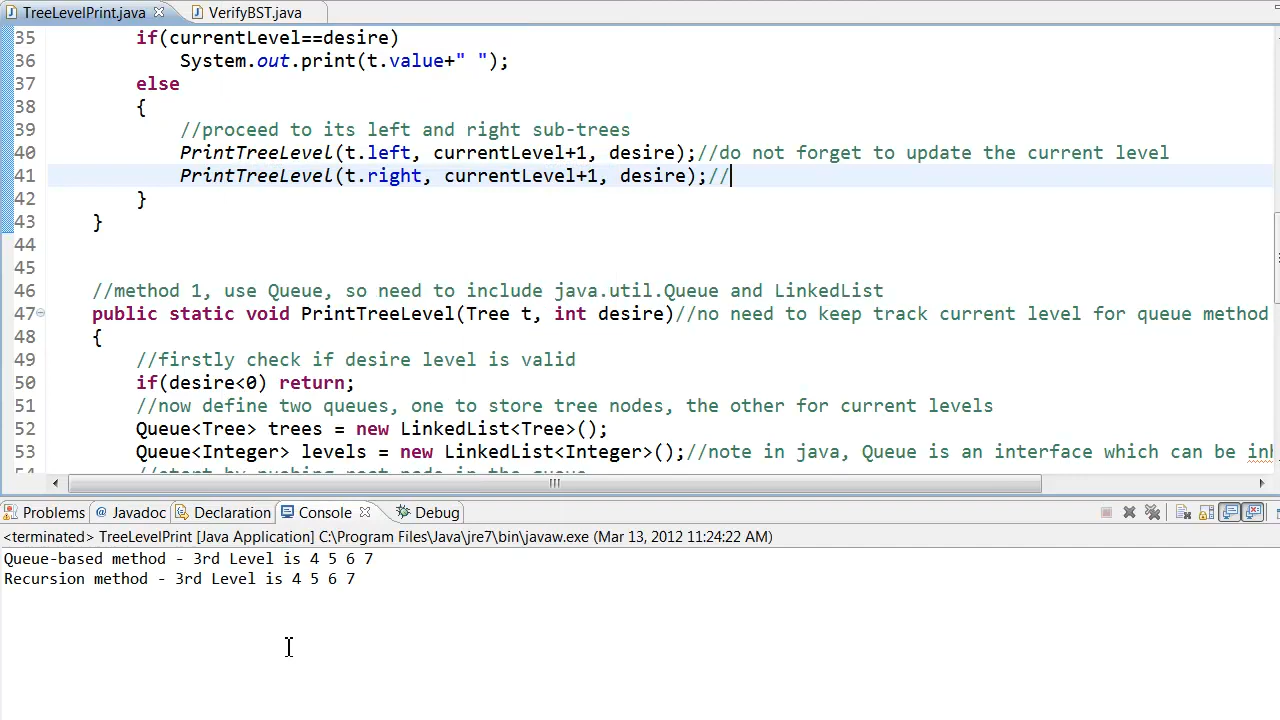 TreeLevelPrint.java VerifyBST.java
35 if(currentLevel==desire)
36 System.out.print(t.value+" ");
37 else
38 {
39 //proceed to its left and right sub-trees
40 PrintTreeLevel(t.left, currentLevel+1, desire);//do not forget to update the current level
41 PrintTreeLevel(t.right, currentLevel+1, desire);//
42 }
43 }
44
45
46 //method 1, use Queue, so need to include java.util.Queue and LinkedList
47 public static void PrintTreeLevel(Tree t, int desire)//no need to keep track current level for queue method
48 {
49 //firstly check if desire level is valid
50 if(desire<0) return;
51 //now define two queues, one to store tree nodes, the other for current levels
52 Queue<Tree> trees = new LinkedList<Tree>();
53 Queue<Integer> levels = new LinkedList<Integer>();//note in java, Queue is an interface which can be inh
Problems Javadoc Declaration Console Debug
<terminated> TreeLevelPrint [Java Application] C:\Program Files\Java\jre7\bin\javaw.exe (Mar 13, 2012 11:24:22 AM)
Queue-based method - 3rd Level is 4 5 6 7
Recursion method - 3rd Level is 4 5 6 7